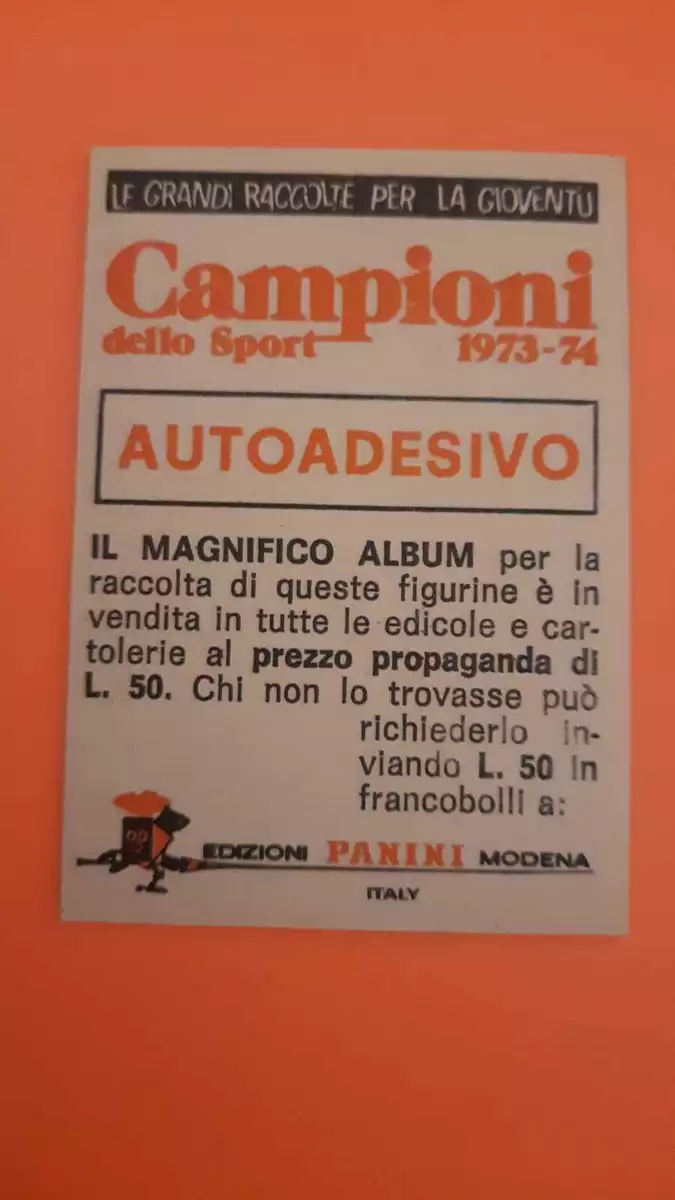 LE GRANDI RACCOLTE PER LA GIOVENTÙ
Campioni
dello Sport 1973-74
AUTOADESIVO
IL MAGNIFICO ALBUM per la
raccolta di queste figurine è in
vendita in tutte le edicole e car-
tolerie al prezzo propaganda di
L. 50. Chi non lo trovasse può
richiederlo in-
viando L. 50 in
francobolli a:
EDIZIONI PANINI MODENA
ITALY